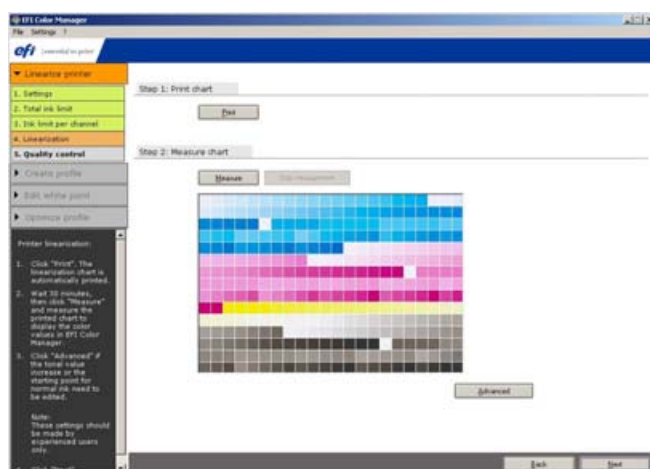 EFI Color Manager
File Settings ?
efi essential to print
Linearize printer
1. Settings
2. Total ink limit
3. Ink limit per channel
4. Linearization
5. Quality control
Create profile
Edit white point
Optimize profile
Printer linearization:
1. Click "Print". The
linearization chart is
automatically printed.
2. Wait 30 minutes,
then click "Measure"
and measure the
printed chart to
display the color
values in EFI Color
Manager.
3. Click "Advanced" if
the tonal value
increase or the
starting point for
normal ink need to
be edited.
Note:
These settings should
be made by
experienced users
only.
Step 1: Print chart
Print
Step 2: Measure chart
Measure
Advanced
Back
Next